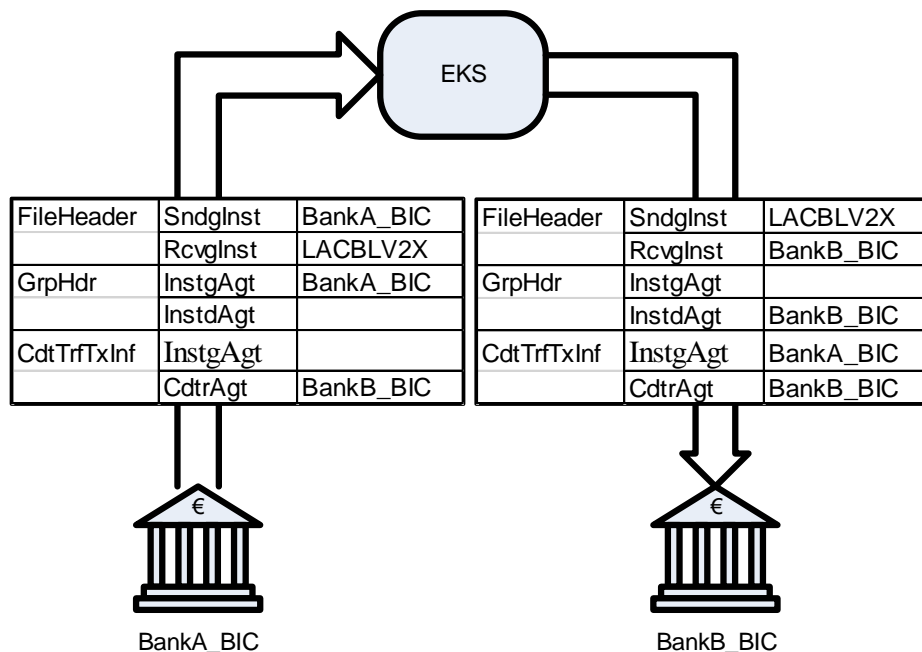 EKS
FileHeader SndgInst BankA_BIC
RcvgInst LACBLV2X
GrpHdr InstgAgt BankA_BIC
InstdAgt
CdtTrfTxInf InstgAgt
CdtrAgt BankB_BIC
FileHeader SndgInst LACBLV2X
RcvgInst BankB_BIC
GrpHdr InstgAgt
InstdAgt BankB_BIC
CdtTrfTxInf InstgAgt BankA_BIC
CdtrAgt BankB_BIC
€
€
BankA_BIC
BankB_BIC